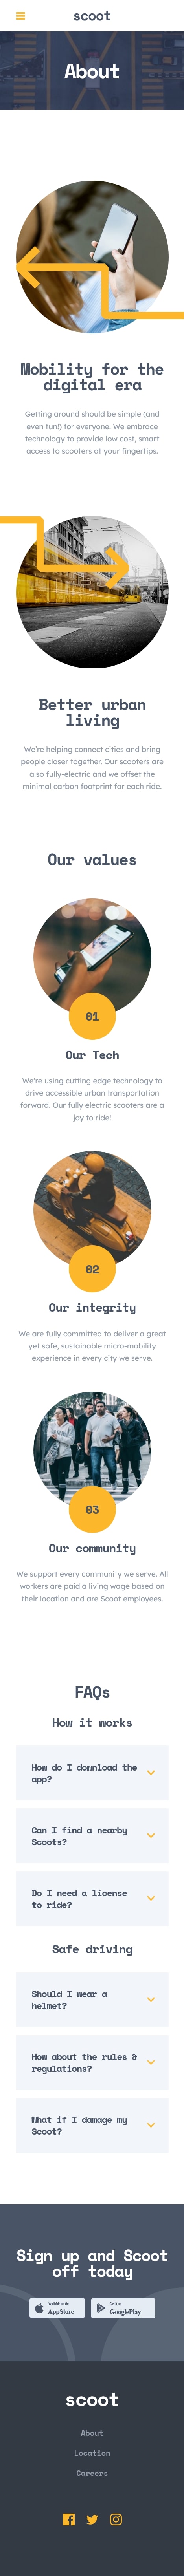 scoot
About
Mobility for the
digital era
Getting around should be simple (and
even fun!) for everyone. We embrace
technology to provide low cost, smart
access to scooters at your fingertips.
Better urban
living
We're helping connect cities and bring
people closer together. Our scooters are
also fully-electric and we offset the
minimal carbon footprint for each ride.
Our values
01
Our Tech
We're using cutting edge technology to
drive accessible urban transportation
forward. Our fully electric scooters are a
joy to ride!
02
Our integrity
We are fully committed to deliver a great
yet safe, sustainable micro-mobility
experience in every city we serve.
03
Our community
We support every community we serve. All
workers are paid a living wage based on
their location and are Scoot employees.
FAQs
How it works
How do I download the
app?
Can I find a nearby
Scoots?
Do I need a license
to ride?
Safe driving
Should I wear a
helmet?
How about the rules &
regulations?
What if I damage my
Scoot?
Sign up and Scoot
off today
Available on the
AppStore
Get it on
GooglePlay
scoot
About
Location
Careers